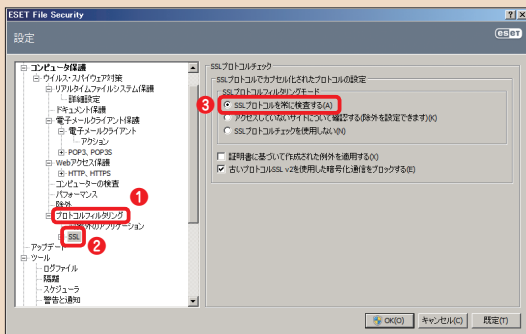 ESET File Security
設定
eset
コンピュータ保護
ウイルス・スパイウェア対策
リアルタイムファイルシステム保護
詳細設定
ドキュメント保護
電子メールクライアント保護
電子メールクライアント
アクション
POP3, POP3S
Webアクセス保護
HTTP, HTTPS
コンピューターの検査
パフォーマンス
除外
プロトコルフィルタリング
SSL
アップデート
ツール
ログファイル
隔離
スケジューラ
警告と通知
1
2
SSLプロトコルチェック
SSLプロトコルでカプセル化されたプロトコルの設定
SSLプロトコルフィルタリングモード
3
SSLプロトコルを常に検査する(A)
アクセスしていないサイトについて確認する(除外を設定できます)(K)
SSLプロトコルチェックを使用しない(N)
証明書に基づいて作成された例外を適用する(X)
古いプロトコルSSL v2を使用した暗号化通信をブロックする(E)
OK(O) キャンセル(C) 既定(T)